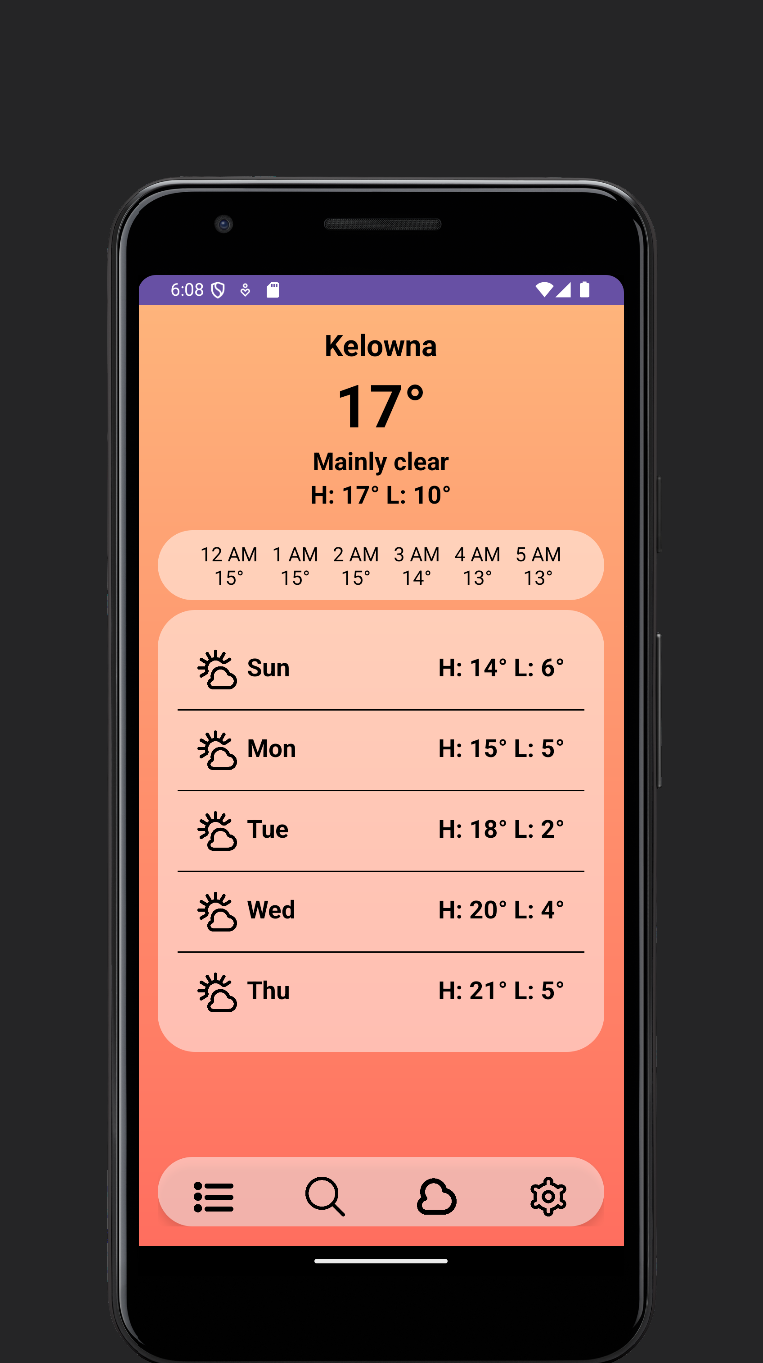 6:08
Kelowna
17°
Mainly clear
H: 17° L: 10°
12 AM 1 AM 2 AM 3 AM 4 AM 5 AM
15° 15° 15° 14° 13° 13°
Sun H: 14° L: 6°
Mon H: 15° L: 5°
Tue H: 18° L: 2°
Wed H: 20° L: 4°
Thu H: 21° L: 5°